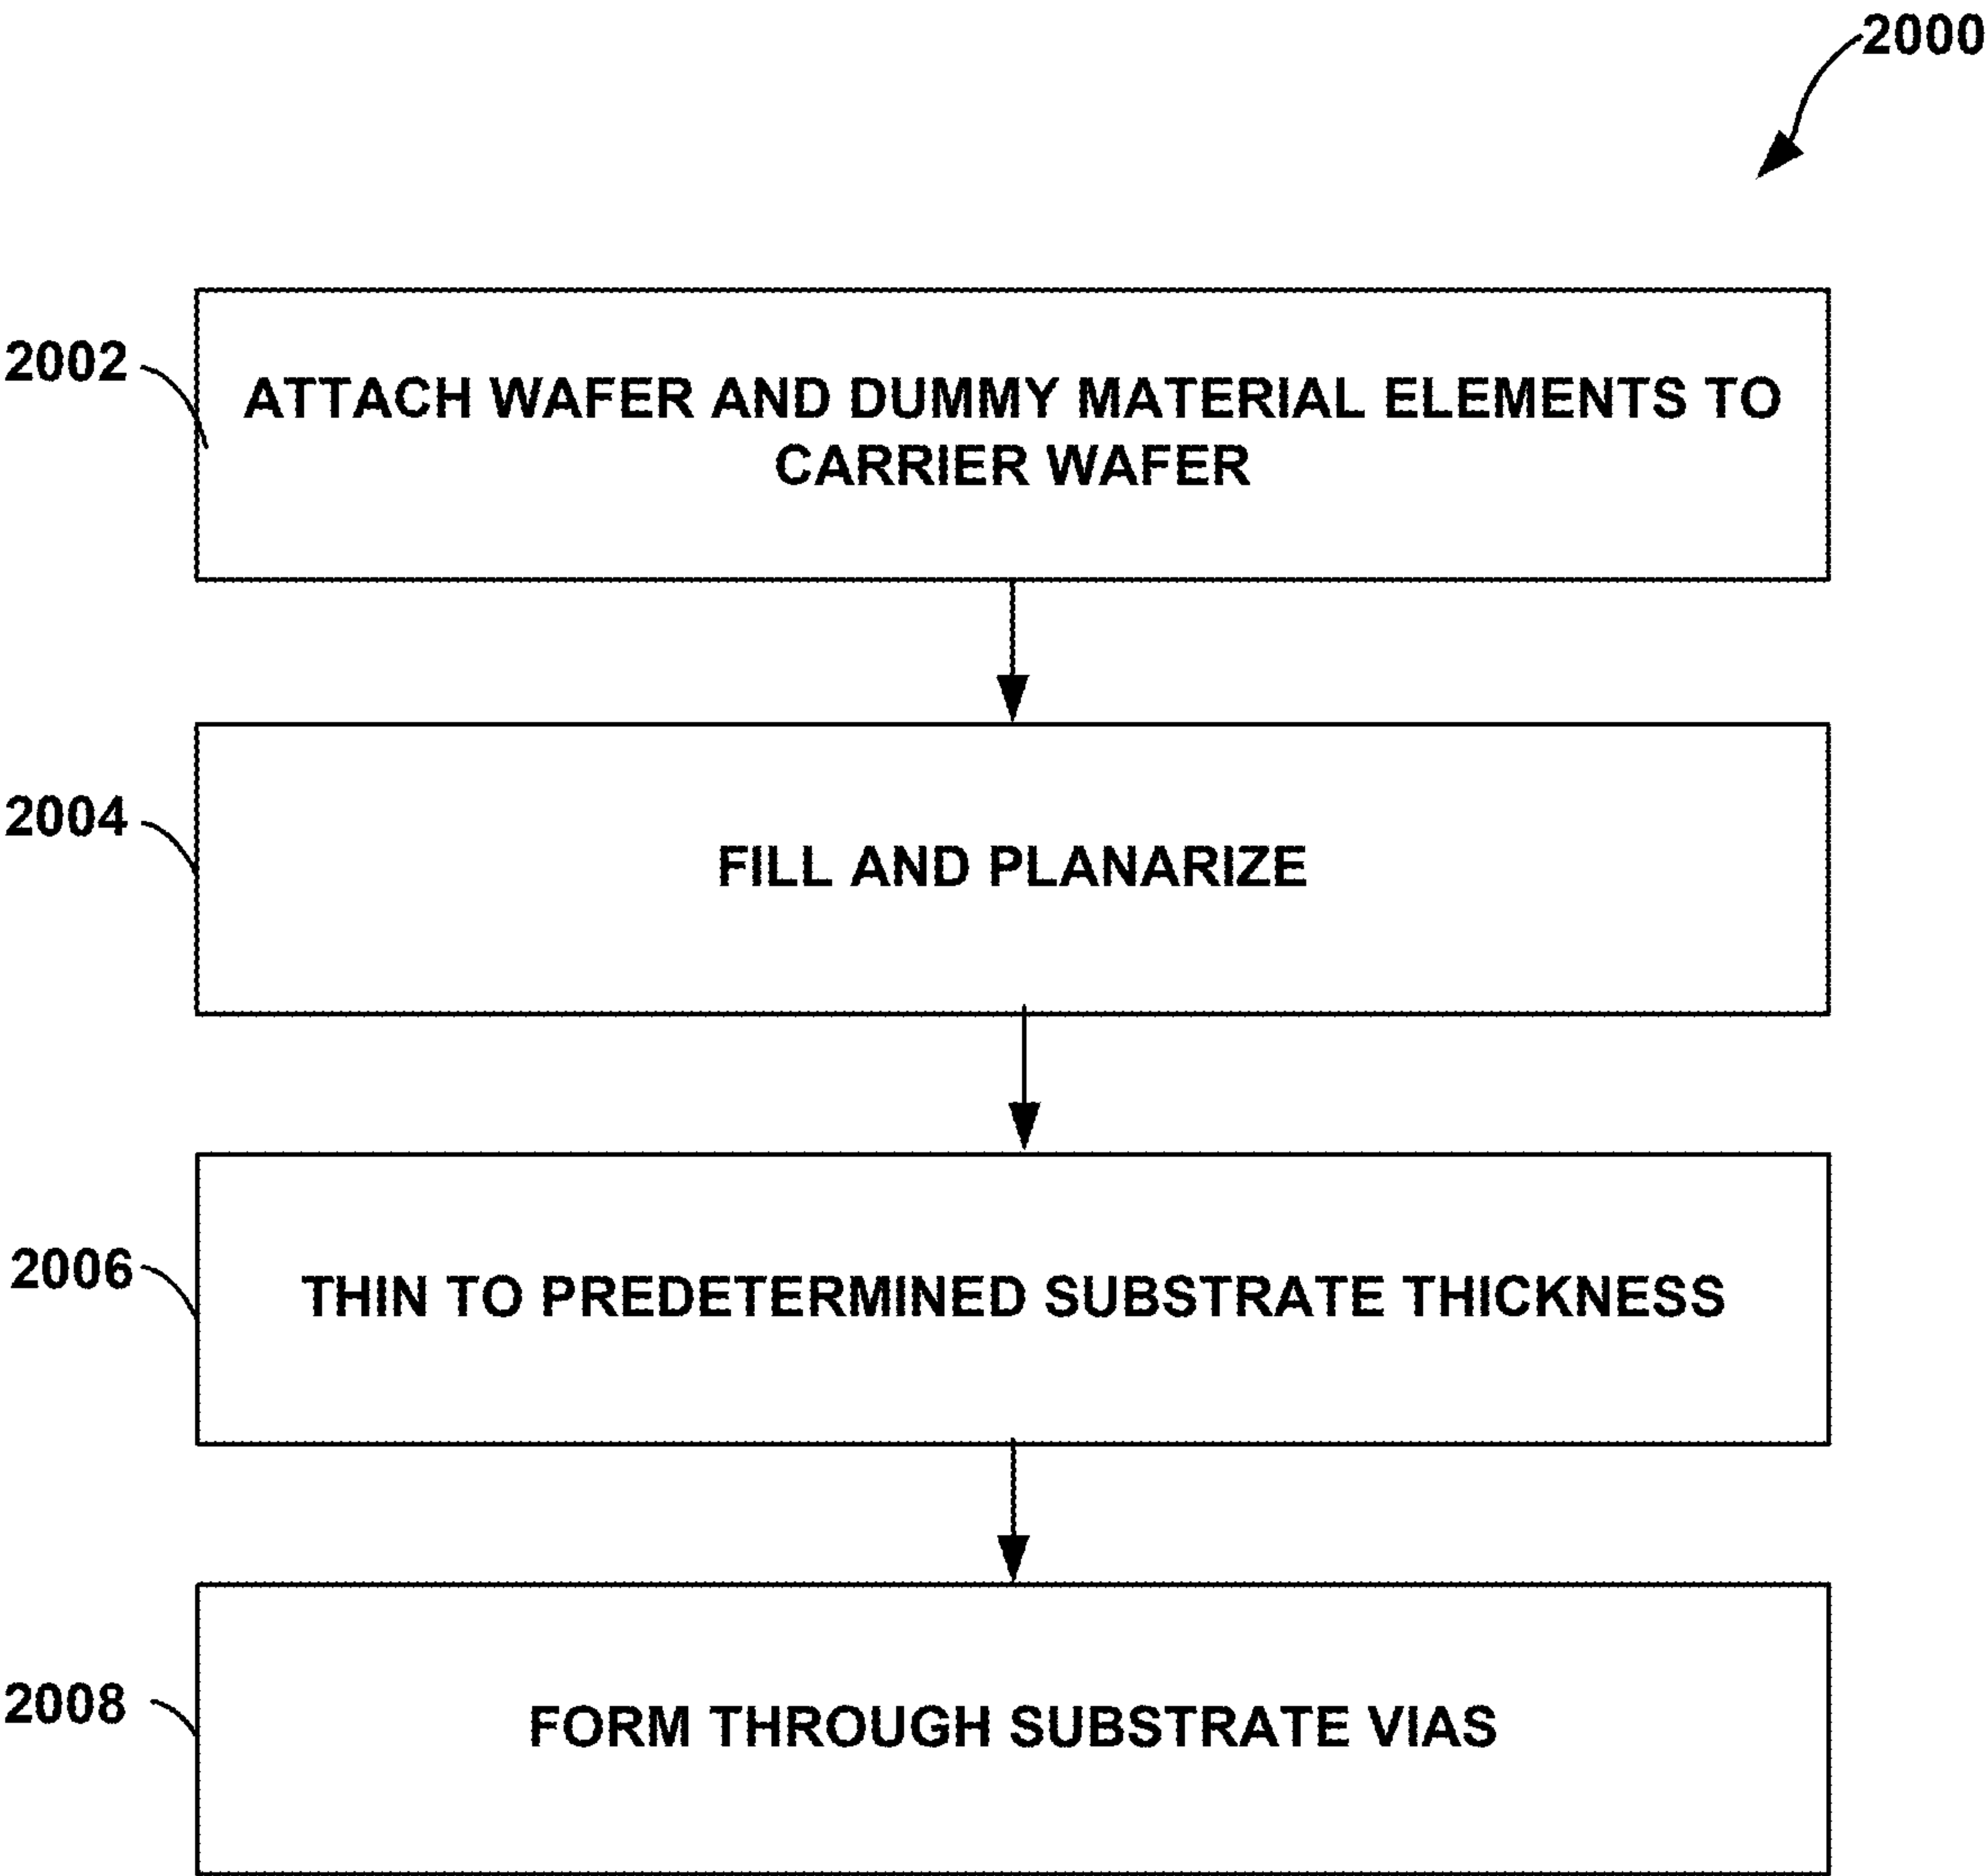 2000
2002
ATTACH WAFER AND DUMMY MATERIAL ELEMENTS TO
CARRIER WAFER
2004
FILL AND PLANARIZE
2006
THIN TO PREDETERMINED SUBSTRATE THICKNESS
2008
FORM THROUGH SUBSTRATE VIAS